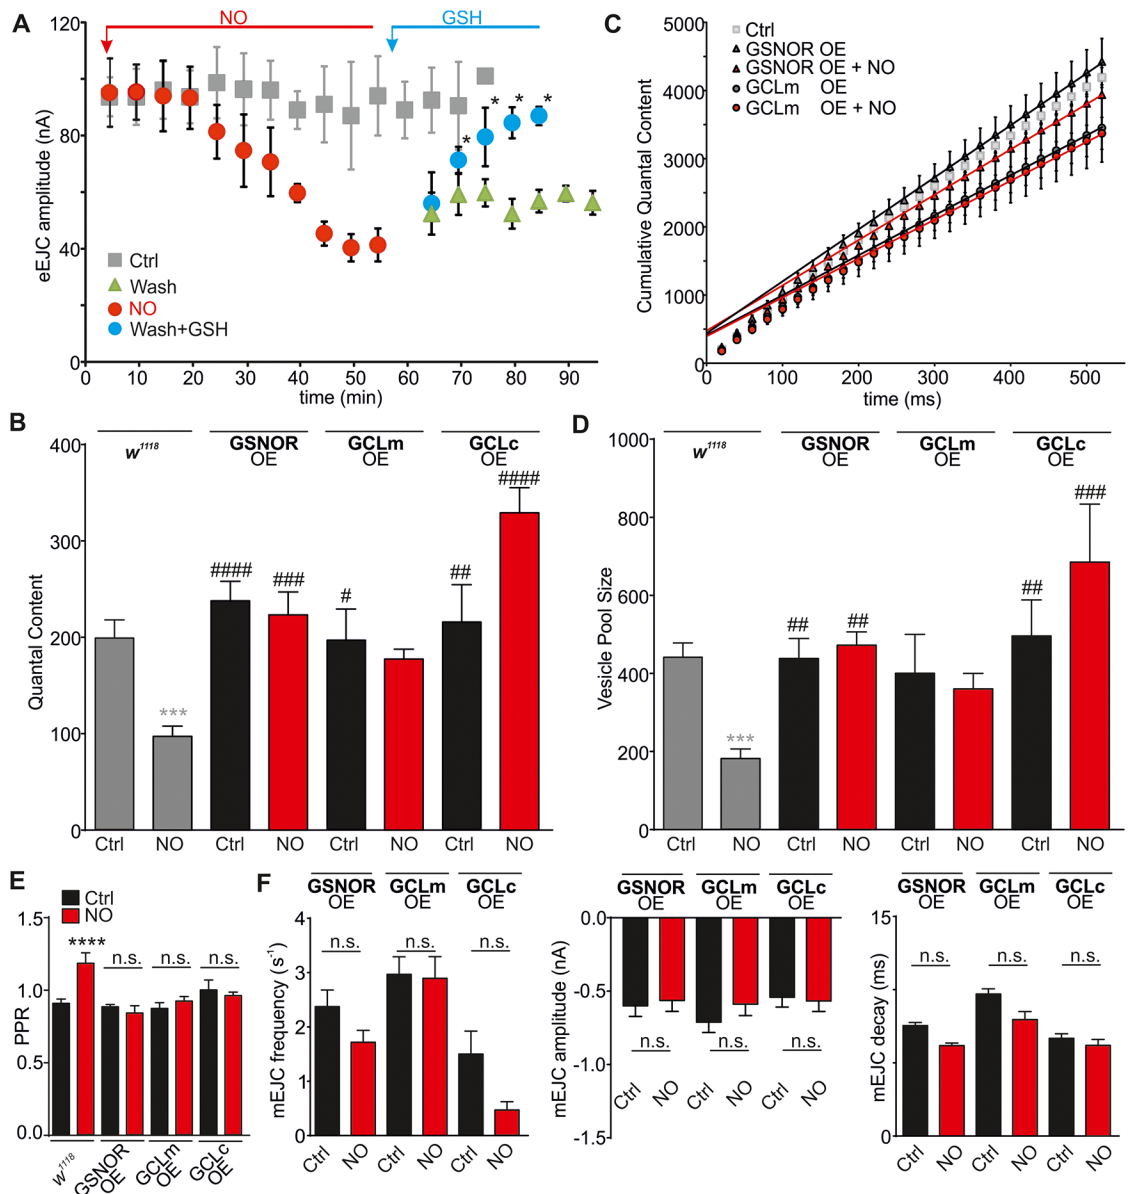 A
NO
GSH
120
80
40
0
eEJC amplitude (nA)
* * * *
Ctrl
Wash
NO
Wash+GSH
0 10 20 30 40 50 60 70 80 90
time (min)
C
5000
4000
3000
2000
1000
0
Cumulative Quantal Content
Ctrl
GSNOR OE
GSNOR OE + NO
GCLm OE
GCLm OE + NO
0 100 200 300 400 500
time (ms)
B
w1118
GSNOR
OE
GCLm
OE
GCLc
OE
400
300
200
100
0
Quantal Content
***
####
###
#
##
####
Ctrl NO Ctrl NO Ctrl NO Ctrl NO
D
w1118
GSNOR
OE
GCLm
OE
GCLc
OE
1000
800
600
400
200
0
Vesicle Pool Size
***
##
##
##
###
Ctrl NO Ctrl NO Ctrl NO Ctrl NO
E
Ctrl
NO
1.5
1.0
0.5
0.0
PPR
**** n.s. n.s. n.s.
w1118
GSNOR
OE
GCLm
OE
GCLc
OE
F
GSNOR
OE
GCLm
OE
GCLc
OE
4
3
2
1
0
mEJC frequency (s-1)
n.s. n.s. n.s.
Ctrl NO Ctrl NO Ctrl NO
GSNOR
OE
GCLm
OE
GCLc
OE
0.0
-0.5
-1.0
-1.5
mEJC amplitude (nA)
n.s. n.s. n.s.
Ctrl NO Ctrl NO Ctrl NO
GSNOR
OE
GCLm
OE
GCLc
OE
15
10
5
0
mEJC decay (ms)
n.s. n.s. n.s.
Ctrl NO Ctrl NO Ctrl NO